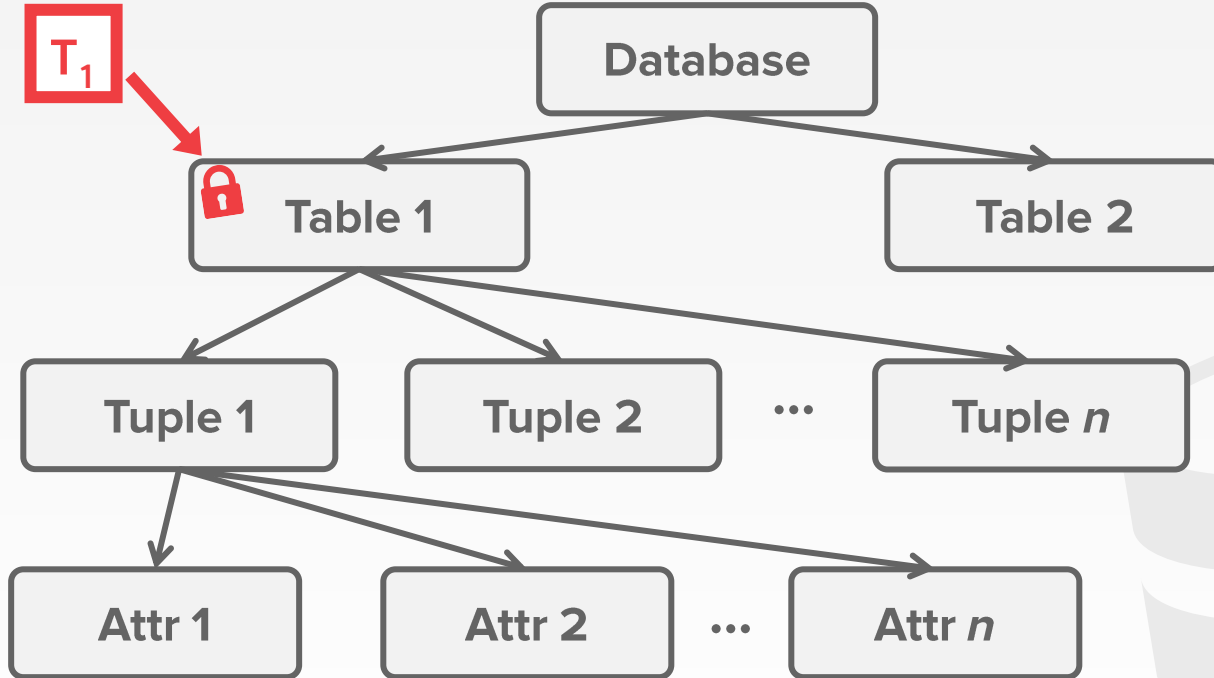 T1
Database
Table 1
Table 2
Tuple 1
Tuple 2
...
Tuple n
Attr 1
Attr 2
...
Attr n